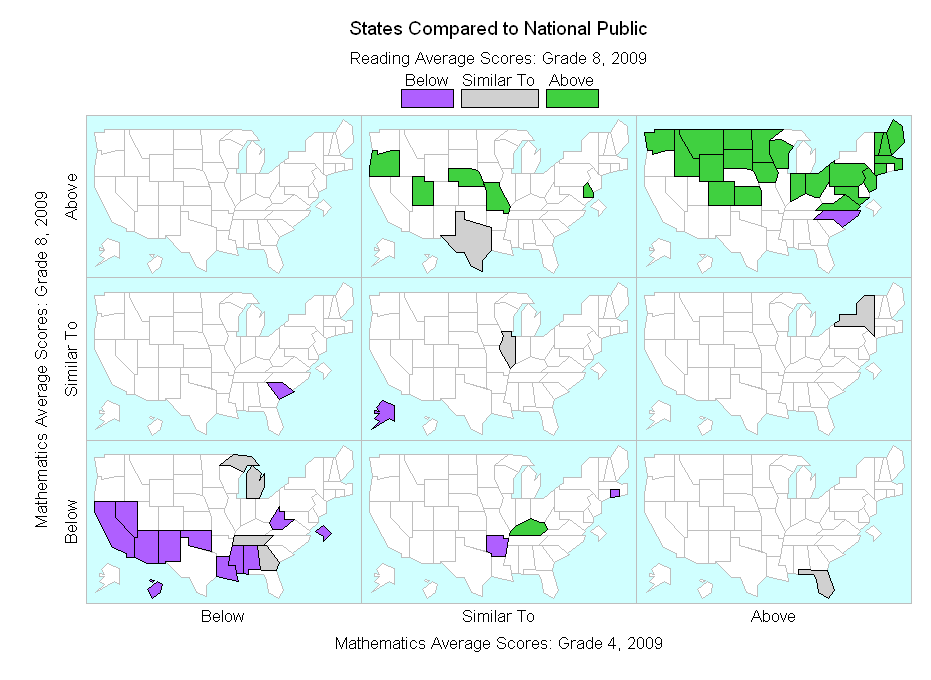 States Compared to National Public
Reading Average Scores: Grade 8, 2009
Below Similar To Above
Mathematics Average Scores: Grade 8, 2009
Above
Similar To
Below
Below Similar To Above
Mathematics Average Scores: Grade 4, 2009